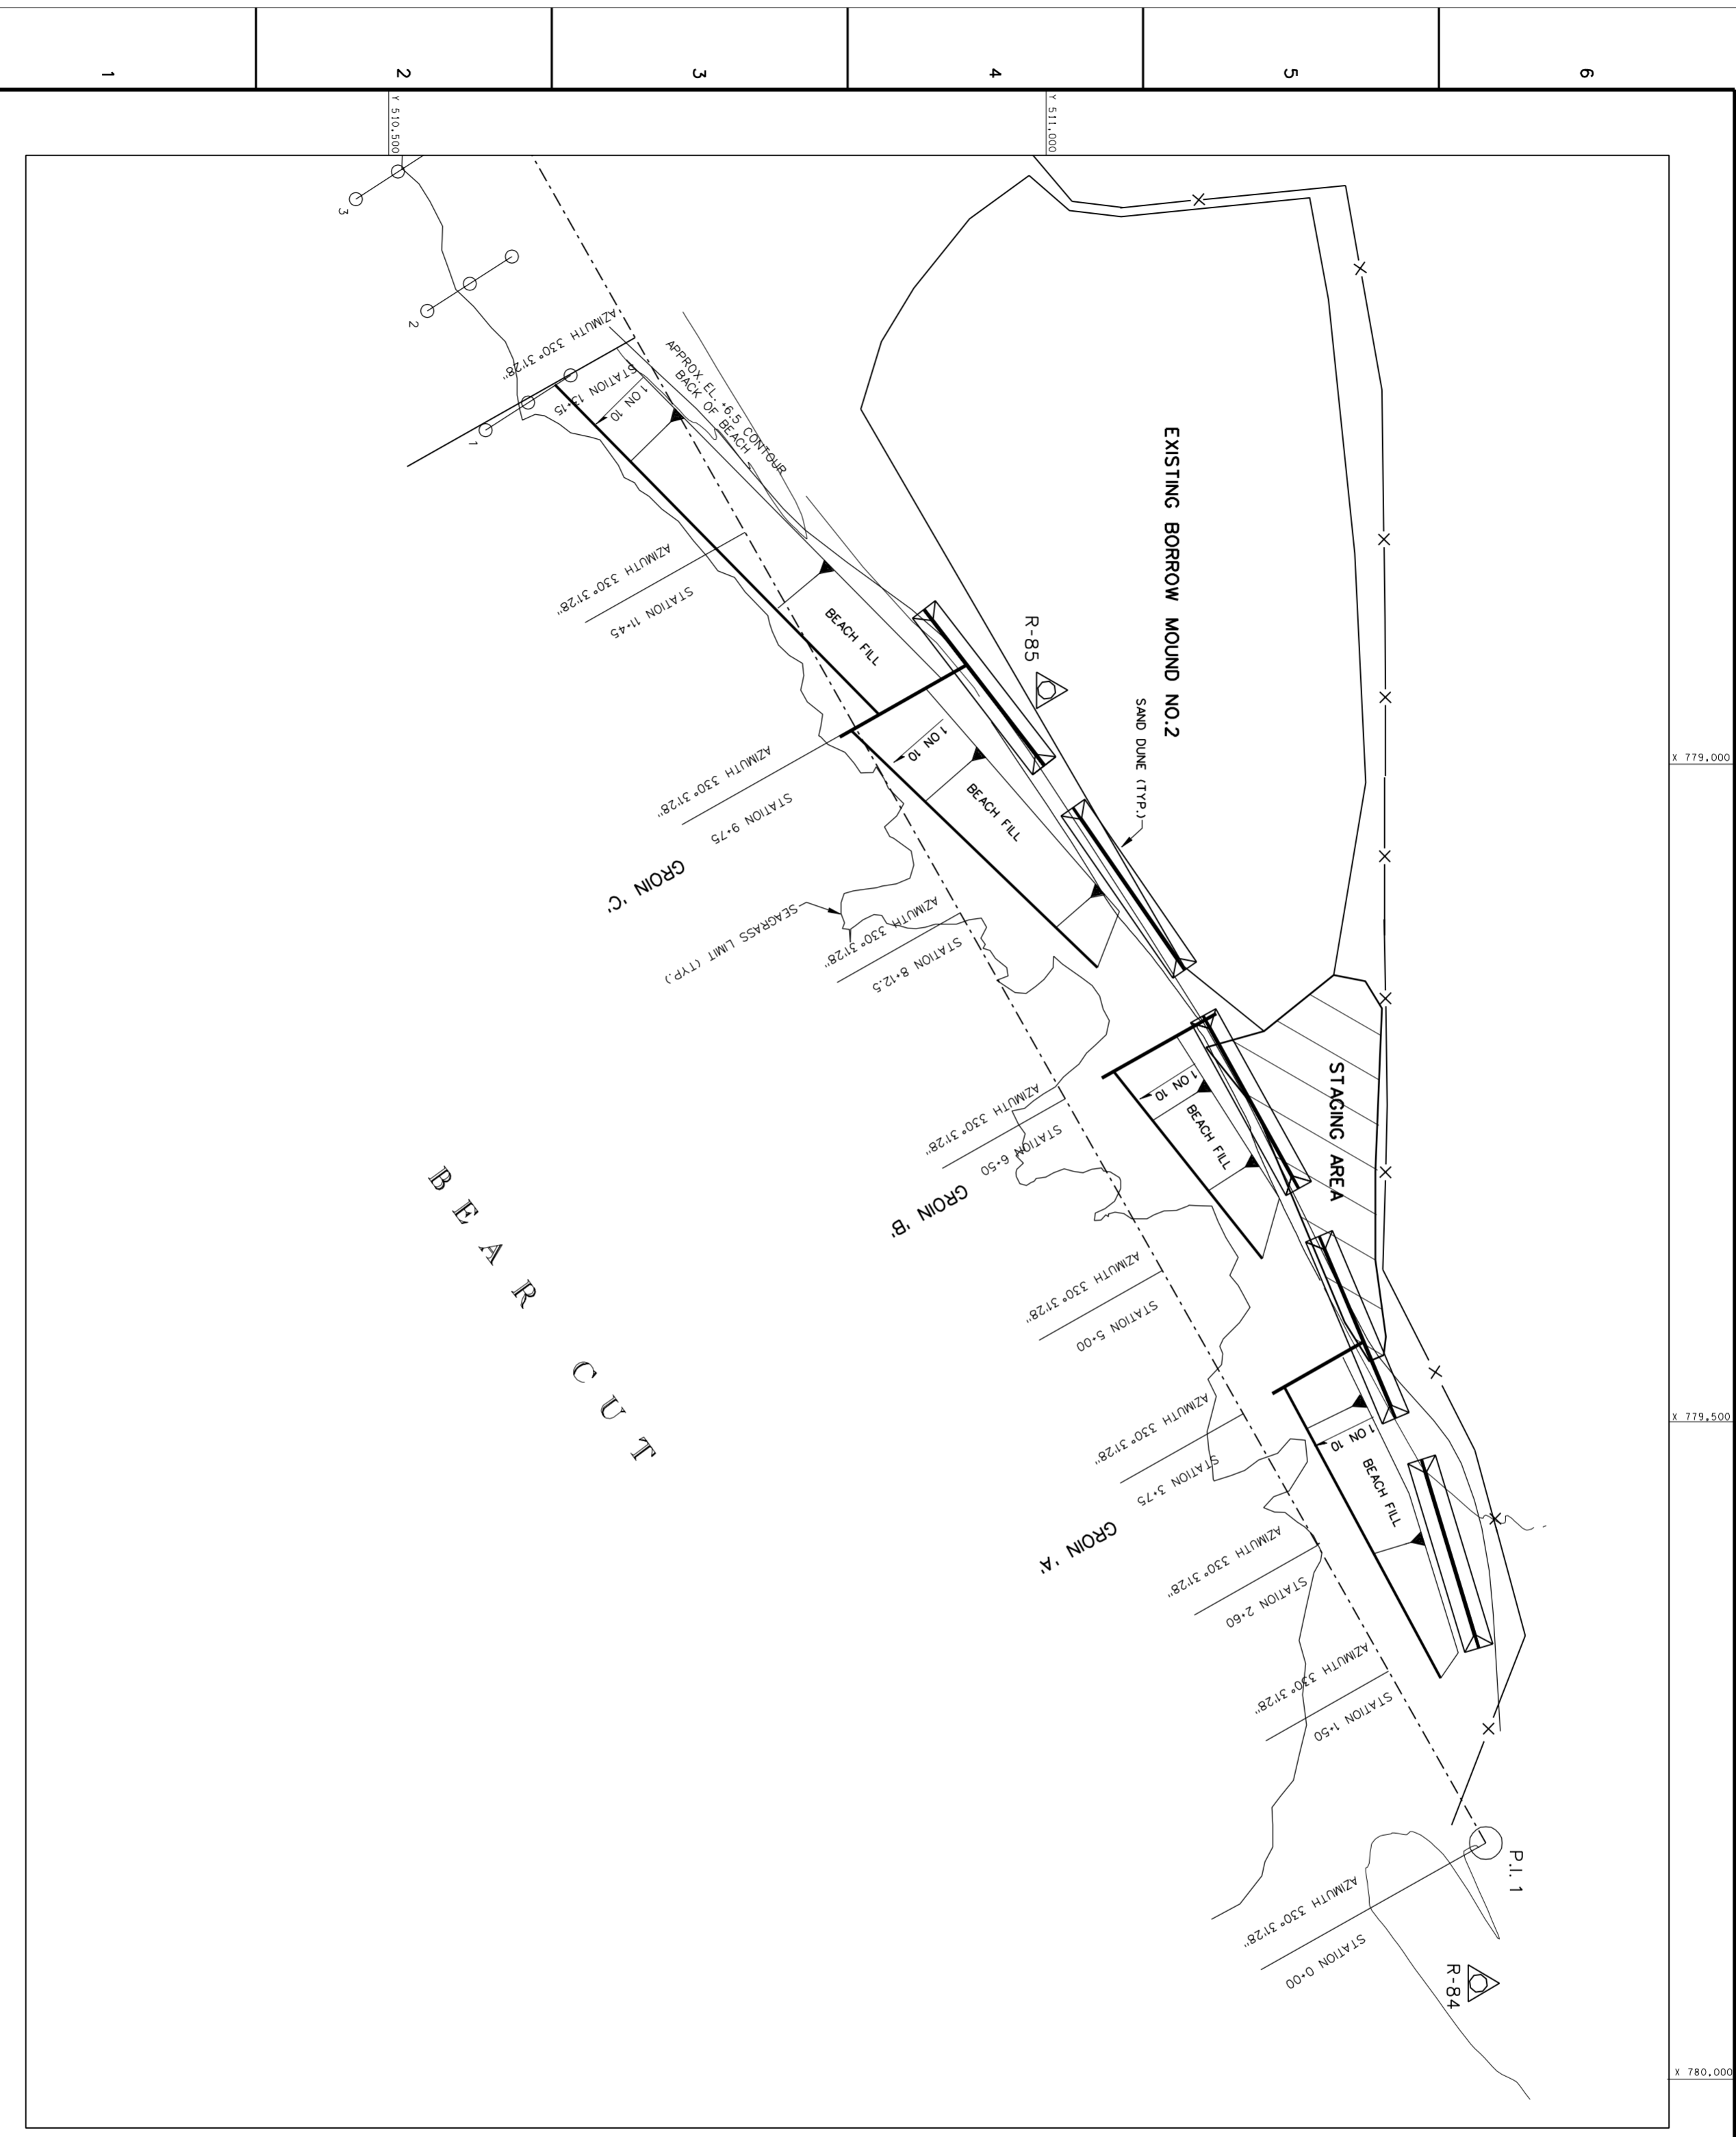 1
2
3
4
5
6
Y 510,500
Y 511,000
X 779,000
X 779,500
X 780,000
3
2
1
AZIMUTH 330° 31'28"
STATION 13+15
1 ON 10
APPROX. EL. +6.5 CONTOUR
BACK OF BEACH
EXISTING BORROW MOUND NO.2
R-85
SAND DUNE (TYP.)
BEACH FILL
AZIMUTH 330° 31'28"
STATION 11+45
1 ON 10
BEACH FILL
AZIMUTH 330° 31'28"
STATION 9+75
GROIN 'C'
SEAGRASS LIMIT (TYP.)
AZIMUTH 330° 31'28"
STATION 8+12.5
STAGING AREA
1 ON 10
BEACH FILL
AZIMUTH 330° 31'28"
STATION 6+50
GROIN 'B'
AZIMUTH 330° 31'28"
STATION 5+00
1 ON 10
BEACH FILL
AZIMUTH 330° 31'28"
STATION 3+75
GROIN 'A'
AZIMUTH 330° 31'28"
STATION 2+60
AZIMUTH 330° 31'28"
STATION 1+50
P.I. 1
AZIMUTH 330° 31'28"
STATION 0+00
R-84
BEAR CUT